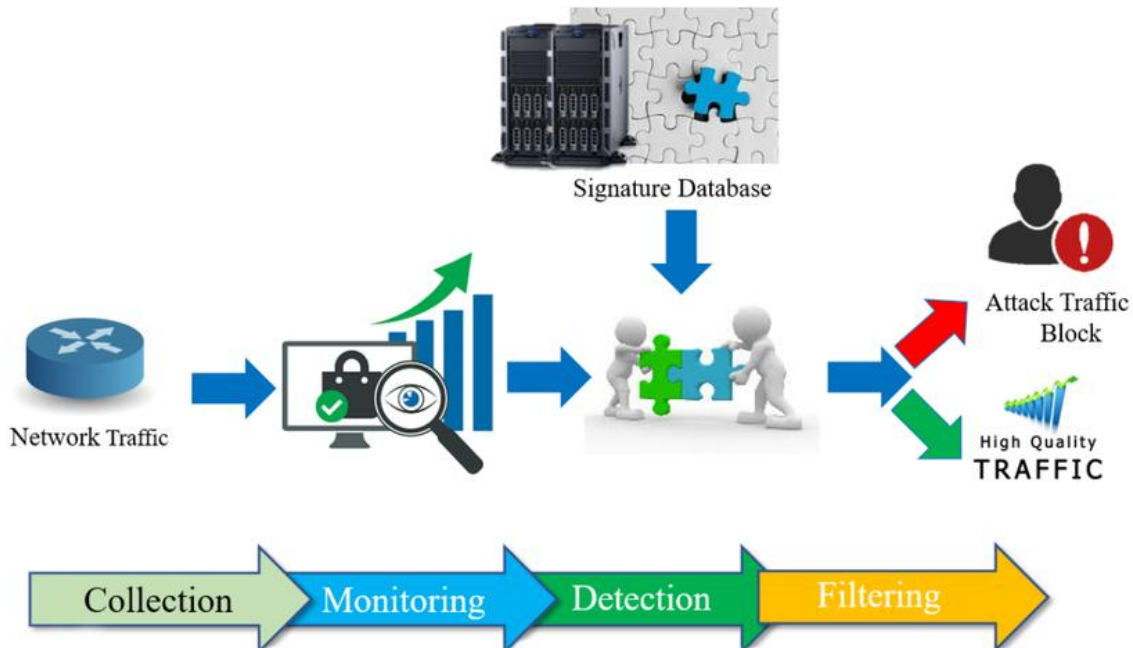 Signature Database
Attack Traffic
Block
Network Traffic
High Quality
TRAFFIC
Collection
Monitoring
Detection
Filtering